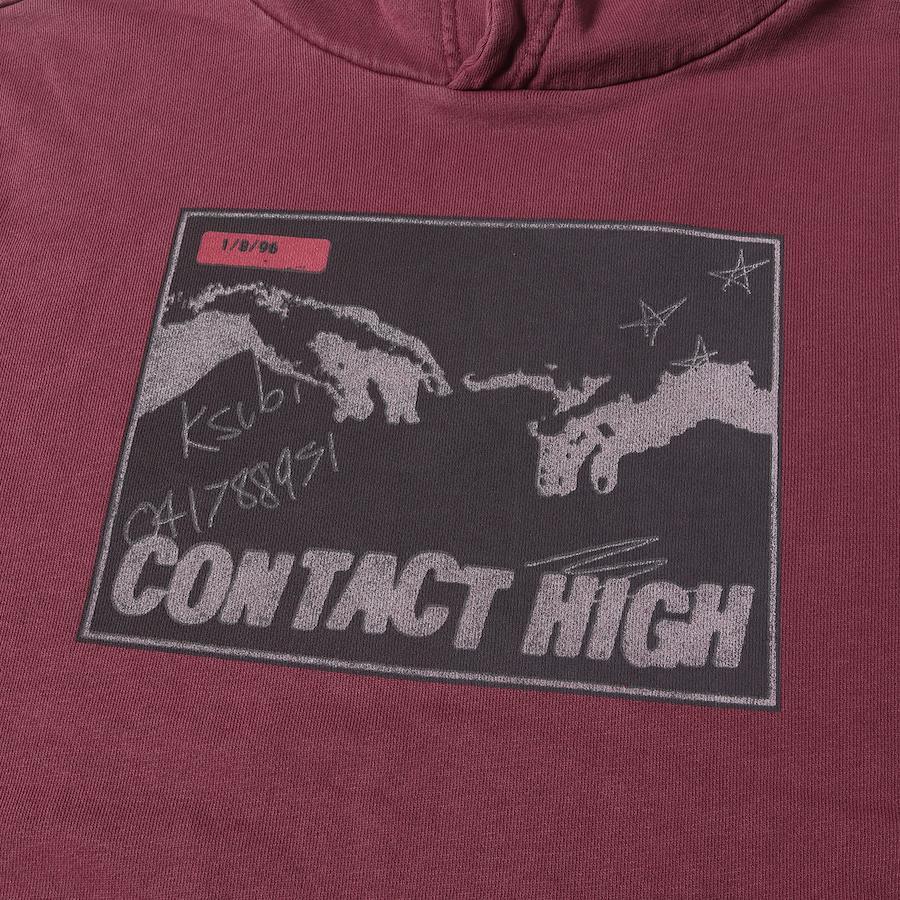 1/8/96
Ksubi
041788951
CONTACT HIGH